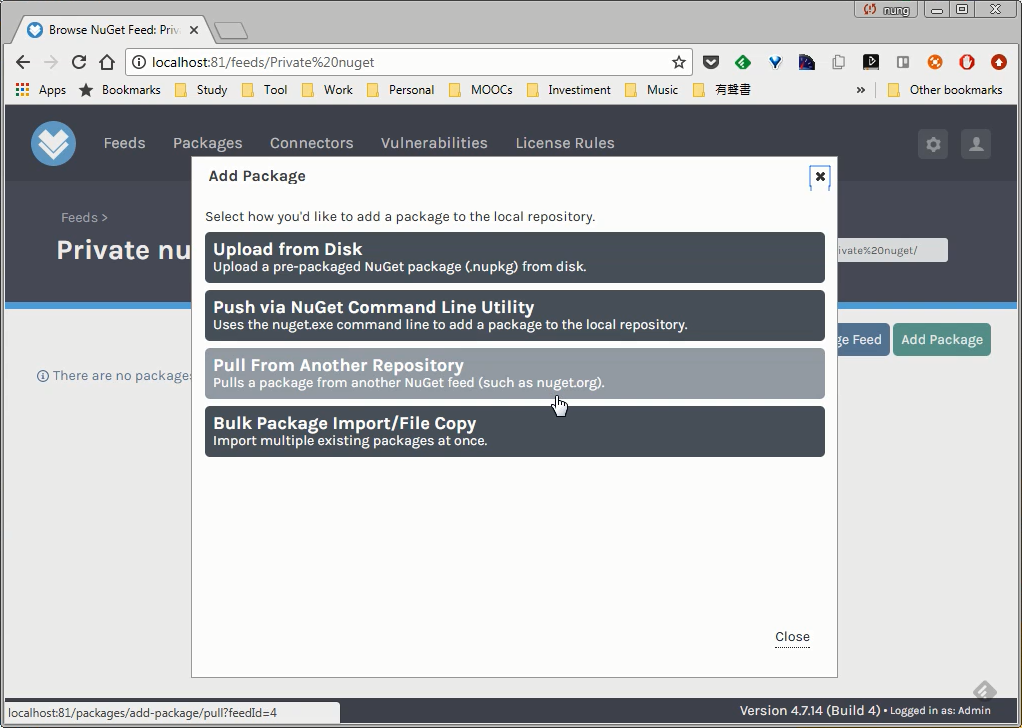 nung
Browse NuGet Feed: Priv
localhost:81/feeds/Private%20nuget
Apps Bookmarks Study Tool Work Personal MOOCs Investiment Music 有聲書 » Other bookmarks
Feeds Packages Connectors Vulnerabilities License Rules
Feeds >
Private nu
ivate%20nuget/
ge Feed
Add Package
There are no packages
Add Package
Select how you'd like to add a package to the local repository.
Upload from Disk
Upload a pre-packaged NuGet package (.nupkg) from disk.
Push via NuGet Command Line Utility
Uses the nuget.exe command line to add a package to the local repository.
Pull From Another Repository
Pulls a package from another NuGet feed (such as nuget.org).
Bulk Package Import/File Copy
Import multiple existing packages at once.
Close
localhost:81/packages/add-package/pull?feedId=4
Version 4.7.14 (Build 4) • Logged in as: Admin